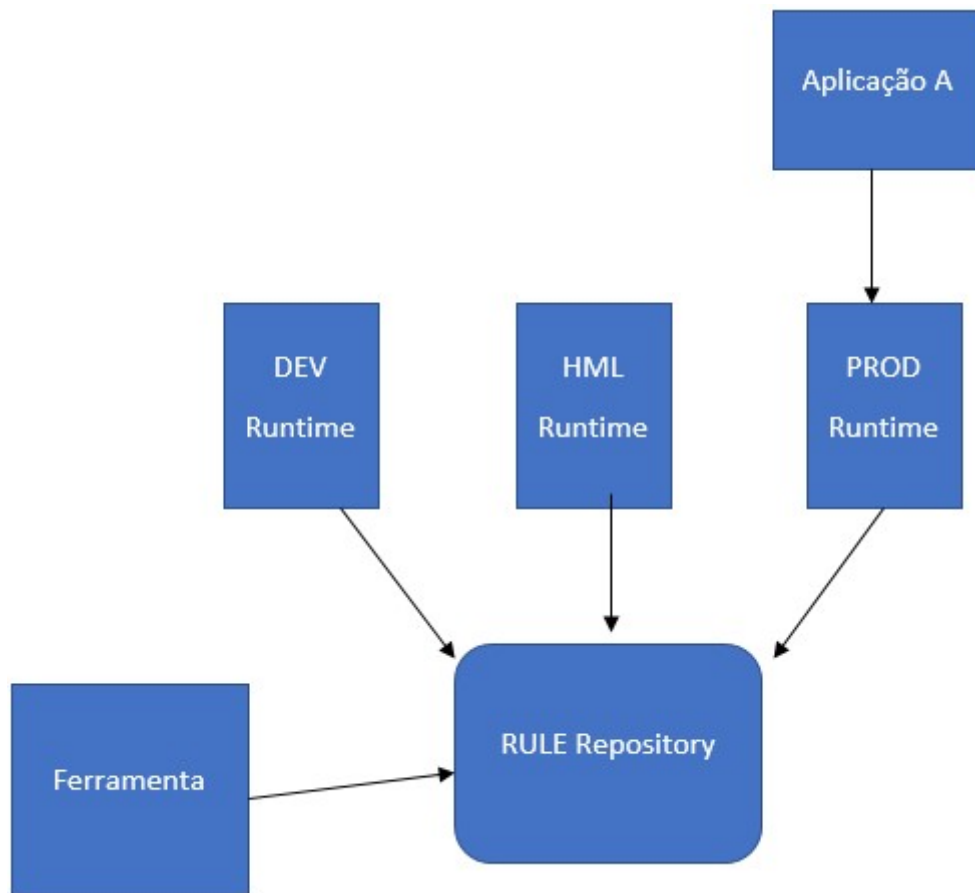 Aplicação A
DEV
Runtime
HML
Runtime
PROD
Runtime
RULE Repository
Ferramenta